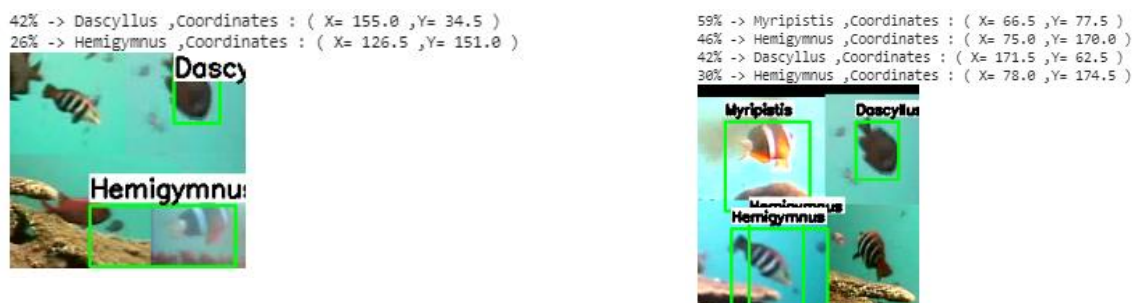 42% -> Dascyllus ,Coordinates : ( X= 155.0 ,Y= 34.5 )
26% -> Hemigymnus ,Coordinates : ( X= 126.5 ,Y= 151.0 )
Dascy
Hemigymnu
59% -> Myripistis ,Coordinates : ( X= 66.5 ,Y= 77.5 )
46% -> Hemigymnus ,Coordinates : ( X= 75.0 ,Y= 170.0 )
42% -> Dascyllus ,Coordinates : ( X= 171.5 ,Y= 62.5 )
30% -> Hemigymnus ,Coordinates : ( X= 78.0 ,Y= 174.5 )
Myripistis Dascyllus
Hemigymnus
Hemigymnus